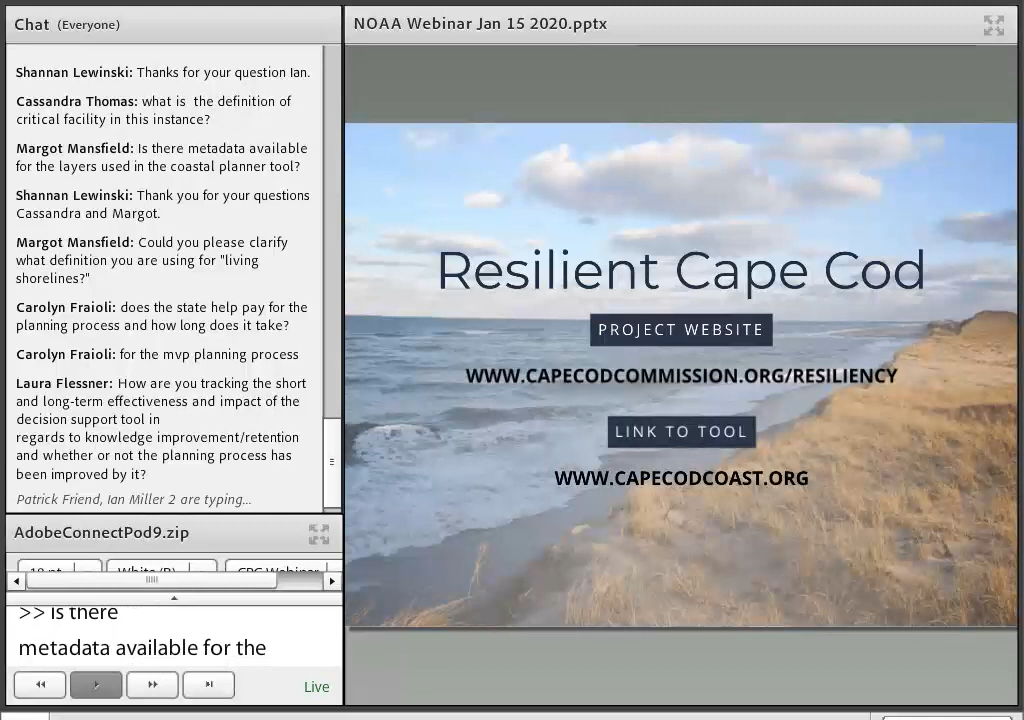 Chat (Everyone)
Shannan Lewinski: Thanks for your question Ian.
Cassandra Thomas: what is the definition of
critical facility in this instance?
Margot Mansfield: Is there metadata available
for the layers used in the coastal planner tool?
Shannan Lewinski: Thank you for your questions
Cassandra and Margot.
Margot Mansfield: Could you please clarify
what definition you are using for "living
shorelines?"
Carolyn Fraioli: does the state help pay for the
planning process and how long does it take?
Carolyn Fraioli: for the mvp planning process
Laura Flessner: How are you tracking the short
and long-term effectiveness and impact of the
decision support tool in
regards to knowledge improvement/retention
and whether or not the planning process has
been improved by it?
Patrick Friend, Ian Miller 2 are typing...
AdobeConnectPod9.zip
>> is there
metadata available for the
Live
NOAA Webinar Jan 15 2020.pptx
Resilient Cape Cod
PROJECT WEBSITE
WWW.CAPECODCOMMISSION.ORG/RESILIENCY
LINK TO TOOL
WWW.CAPECODCOAST.ORG